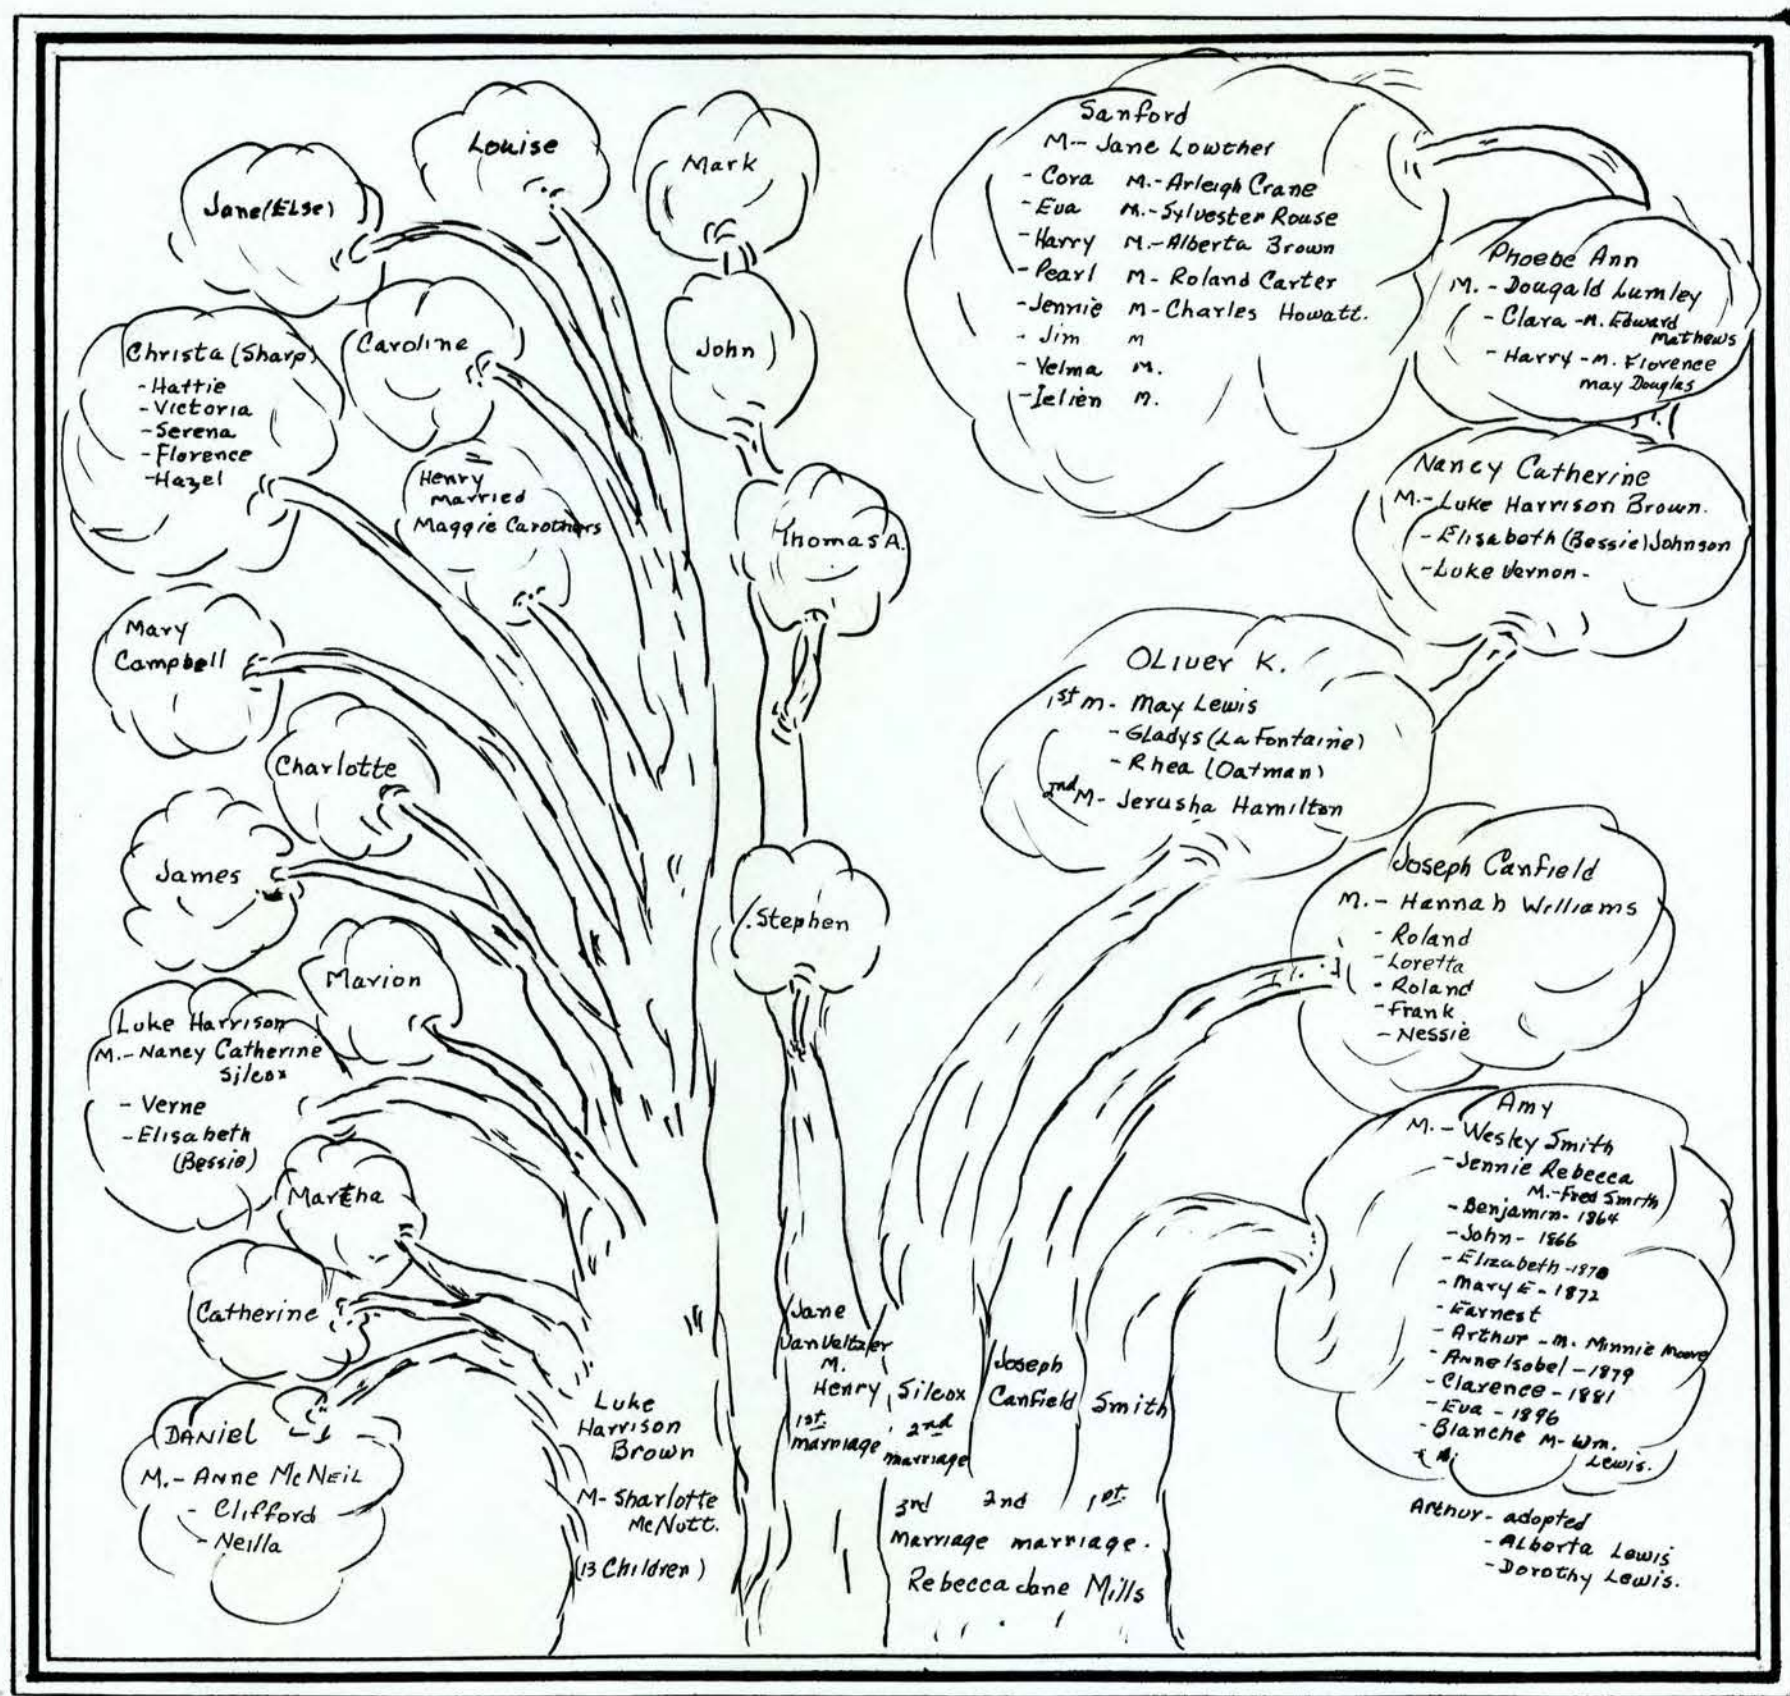 Louise
Mark
Jane (Else)
John
Christa (Sharp)
- Hattie
- Victoria
- Serena
- Florence
- Hazel
Caroline
Henry
married
Maggie Carothers
Thomas A.
Mary
Campbell
Charlotte
James
Stephen
Marion
Luke Harrison
M.- Nancy Catherine
Silcox
- Verne
- Elisabeth
(Bessie)
Martha
Catherine
DANIEL
M.- ANNE McNEIL
- Clifford
- Neilla
Luke
Harrison
Brown
M- Sharlotte
McNutt.
(13 Children)
Sanford
M- Jane Lowther
- Cora M.- Arleigh Crane
- Eva M.- Sylvester Rouse
- Harry M.- Alberta Brown
- Pearl M- Roland Carter
- Jennie M- Charles Howatt.
- Jim M
- Velma M.
- Ielien M.
Phoebe Ann
M. - Dougald Lumley
- Clara - M. Edward
Mathews
- Harry - M. Florence
may Douglas
Nancy Catherine
M.- Luke Harrison Brown.
- Elisabeth (Bessie) Johnson
- Luke Vernon -
OLiver K.
1st M- May Lewis
- GLadys (La Fontaine)
- Rhea (Oatman)
2nd M- Jerusha Hamilton
Joseph Canfield
M.- Hannah Williams
- Roland
- Loretta
- Roland
- Frank
- Nessie
Amy
M.- Wesley Smith
- Jennie Rebecca
M.- Fred Smith
- Benjamin - 1864
- John - 1866
- Elizabeth - 1870
- Mary E - 1872
- Earnest
- Arthur - M. Minnie Moore
- Anne Isobel - 1879
- Clarence - 1881
- Eva - 1896
- Blanche M- Wm.
Lewis.
Arthur - adopted
- Alberta Lewis
- Dorothy Lewis.
Jane
VanVeltzer
M.
Henry Silcox
1st. marriage
2nd marriage
Joseph
Canfield
Smith
3rd 2nd 1st.
Marriage marriage.
Rebecca Jane Mills